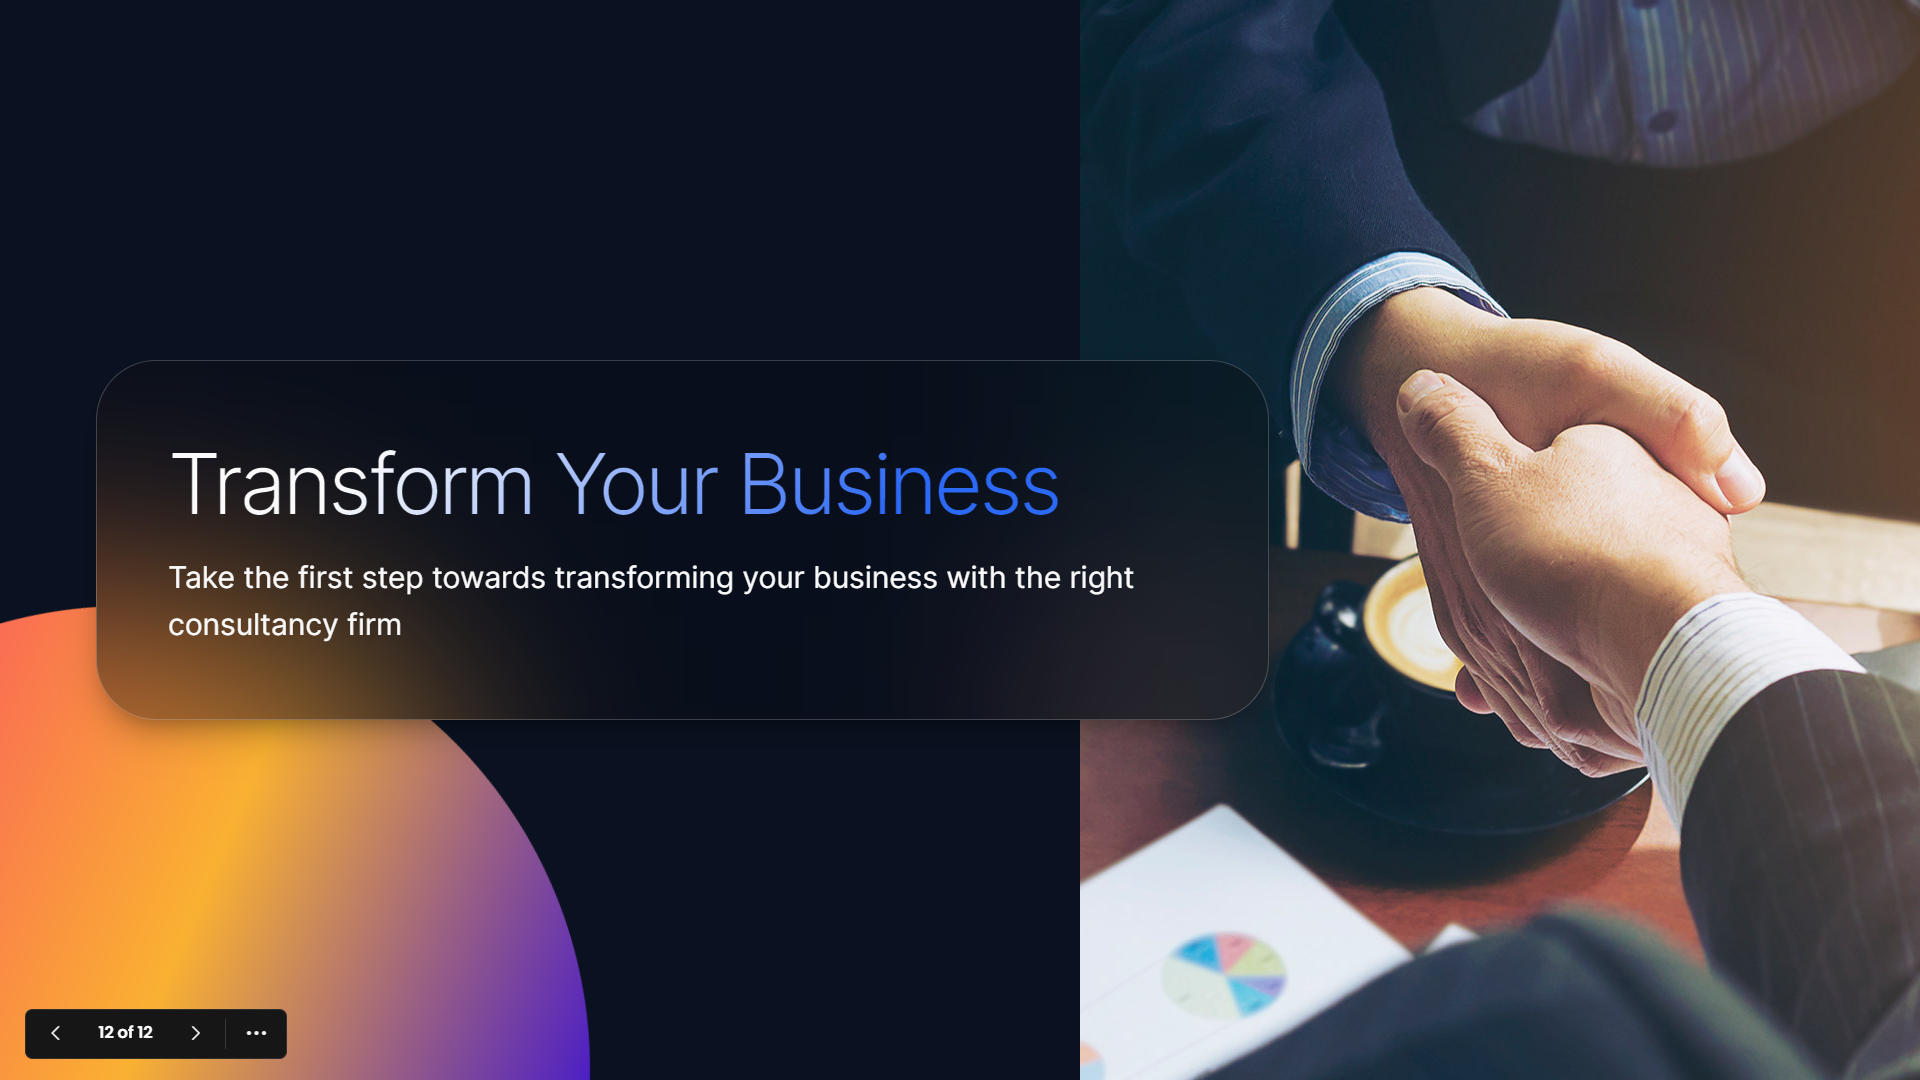 Transform Your Business
Take the first step towards transforming your business with the right
consultancy firm
12 of 12